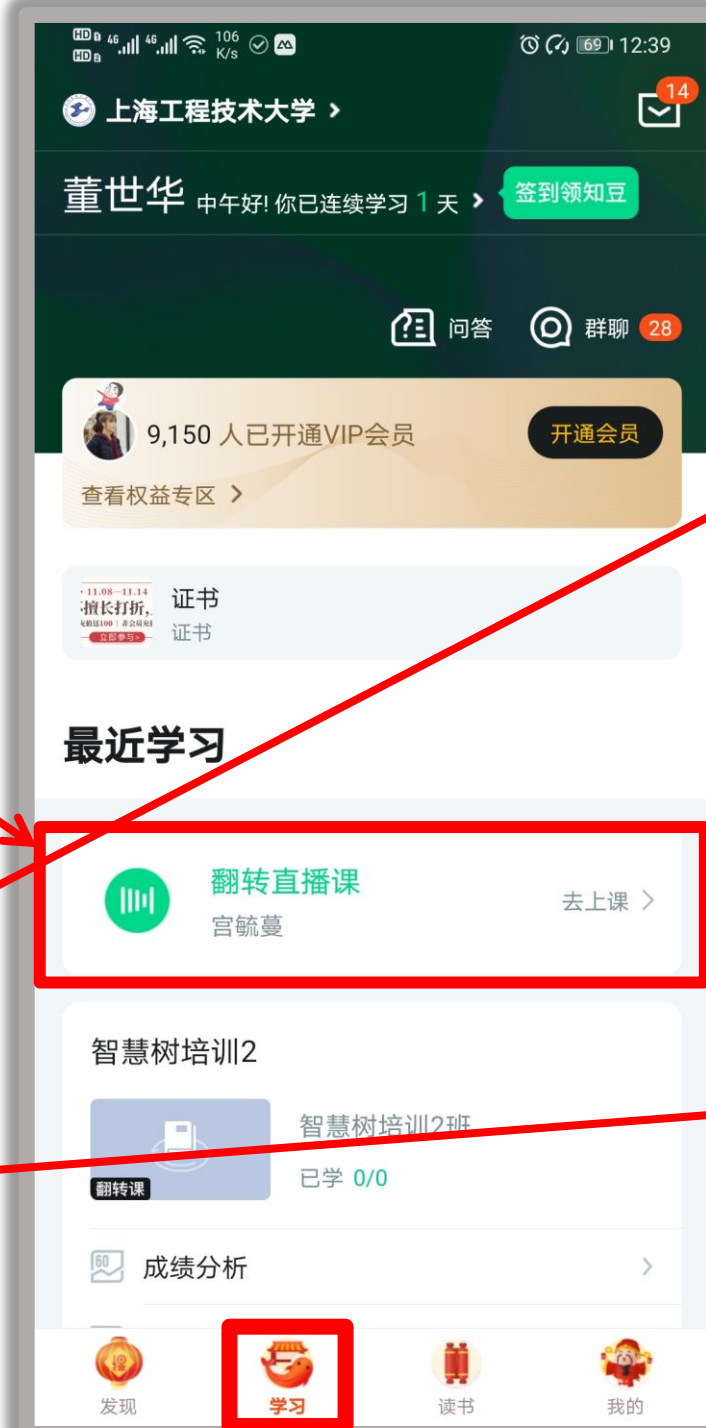 HD 4G 4G 106 K/s 69 12:39
HD
上海工程技术大学 >
14
董世华 中午好! 你已连续学习 1 天 > 签到领知豆
问答 群聊 28
9,150 人已开通VIP会员 开通会员
查看权益专区 >
11.08—11.14
擅长打折,
立即参与>
证书
证书
最近学习
翻转直播课
宫毓蔓
去上课 >
智慧树培训2
智慧树培训2班
已学 0/0
翻转课
60 成绩分析 >
发现 学习 读书 我的